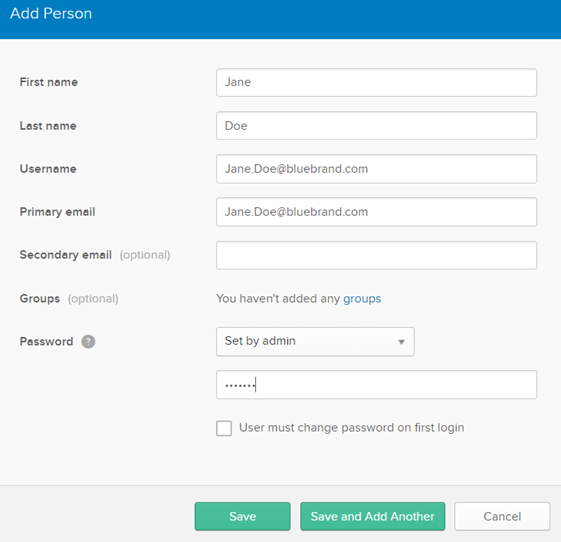 Add Person
First name Jane
Last name Doe
Username Jane.Doe@bluebrand.com
Primary email Jane.Doe@bluebrand.com
Secondary email (optional)
Groups (optional) You haven't added any groups
Password ? Set by admin
•••••••
User must change password on first login
Save Save and Add Another Cancel